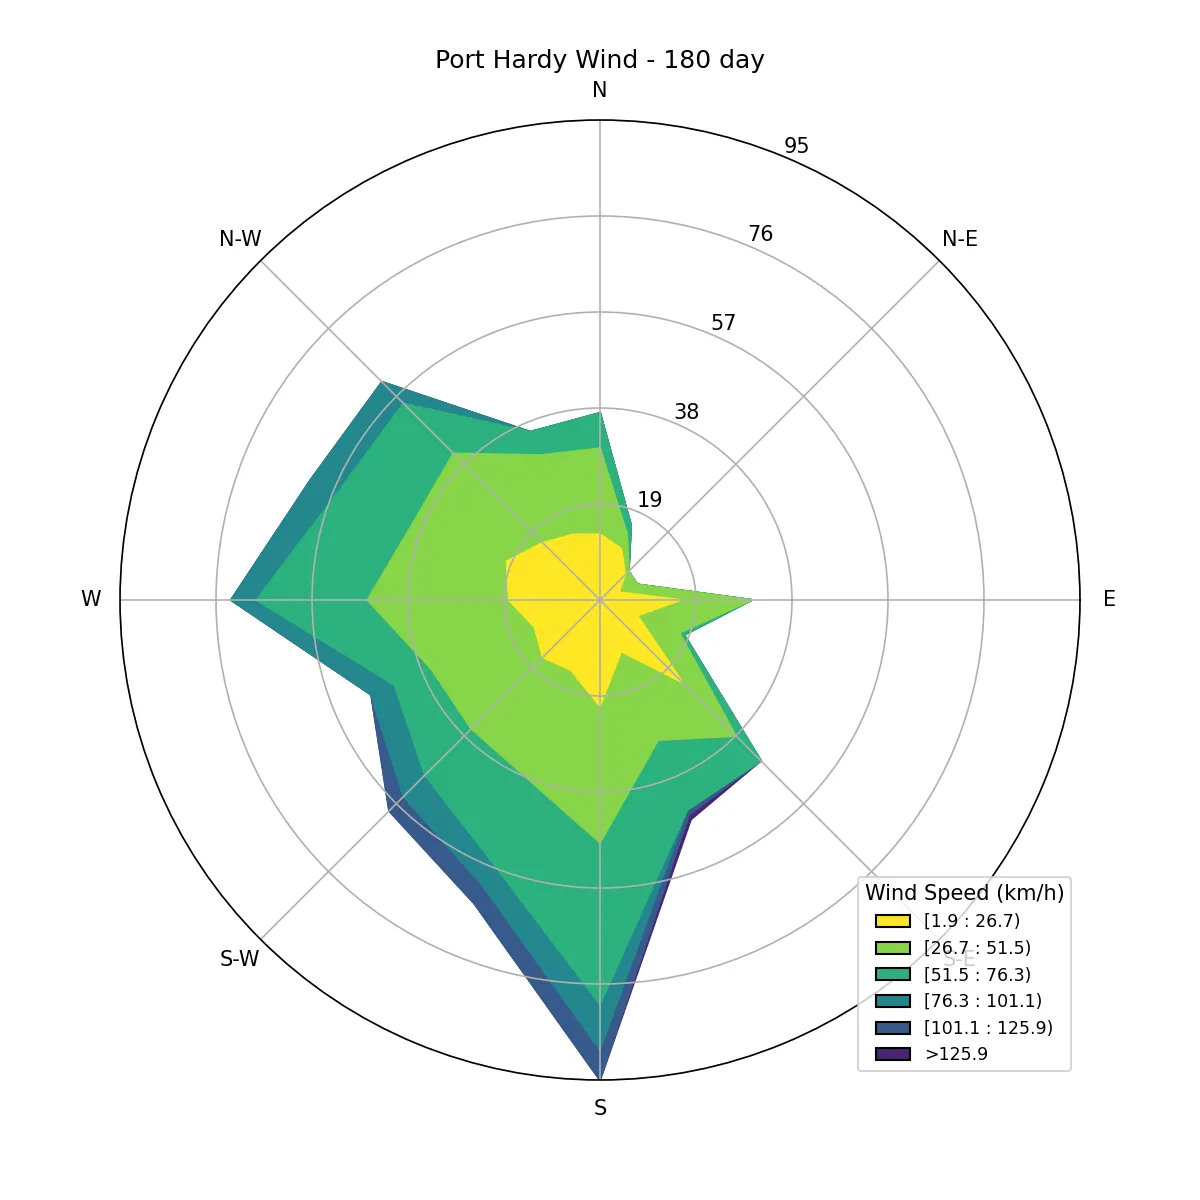 Port Hardy Wind - 180 day
N
95
N-W
N-E
76
57
38
19
W
E
S-W
S-E
S
Wind Speed (km/h)
[1.9 : 26.7)
[26.7 : 51.5)
[51.5 : 76.3)
[76.3 : 101.1)
[101.1 : 125.9)
>125.9